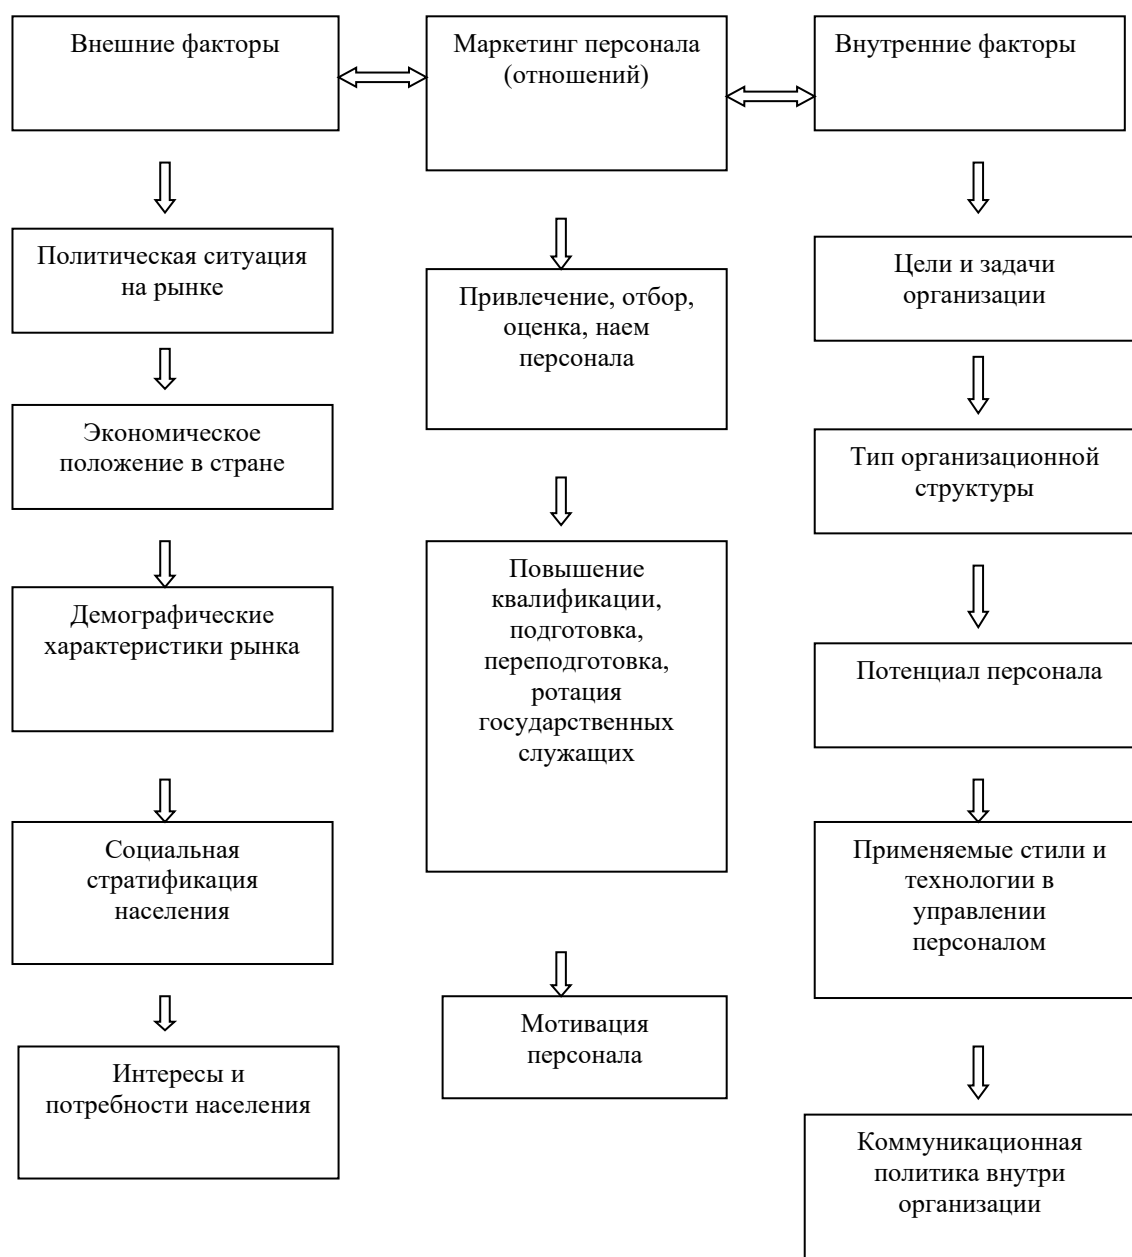 Внешние факторы
Маркетинг персонала
(отношений)
Внутренние факторы
Политическая ситуация
на рынке
Экономическое
положение в стране
Демографические
характеристики рынка
Социальная
стратификация
населения
Интересы и
потребности населения
Привлечение, отбор,
оценка, наем
персонала
Повышение
квалификации,
подготовка,
переподготовка,
ротация
государственных
служащих
Мотивация
персонала
Цели и задачи
организации
Тип организационной
структуры
Потенциал персонала
Применяемые стили и
технологии в
управлении
персоналом
Коммуникационная
политика внутри
организации